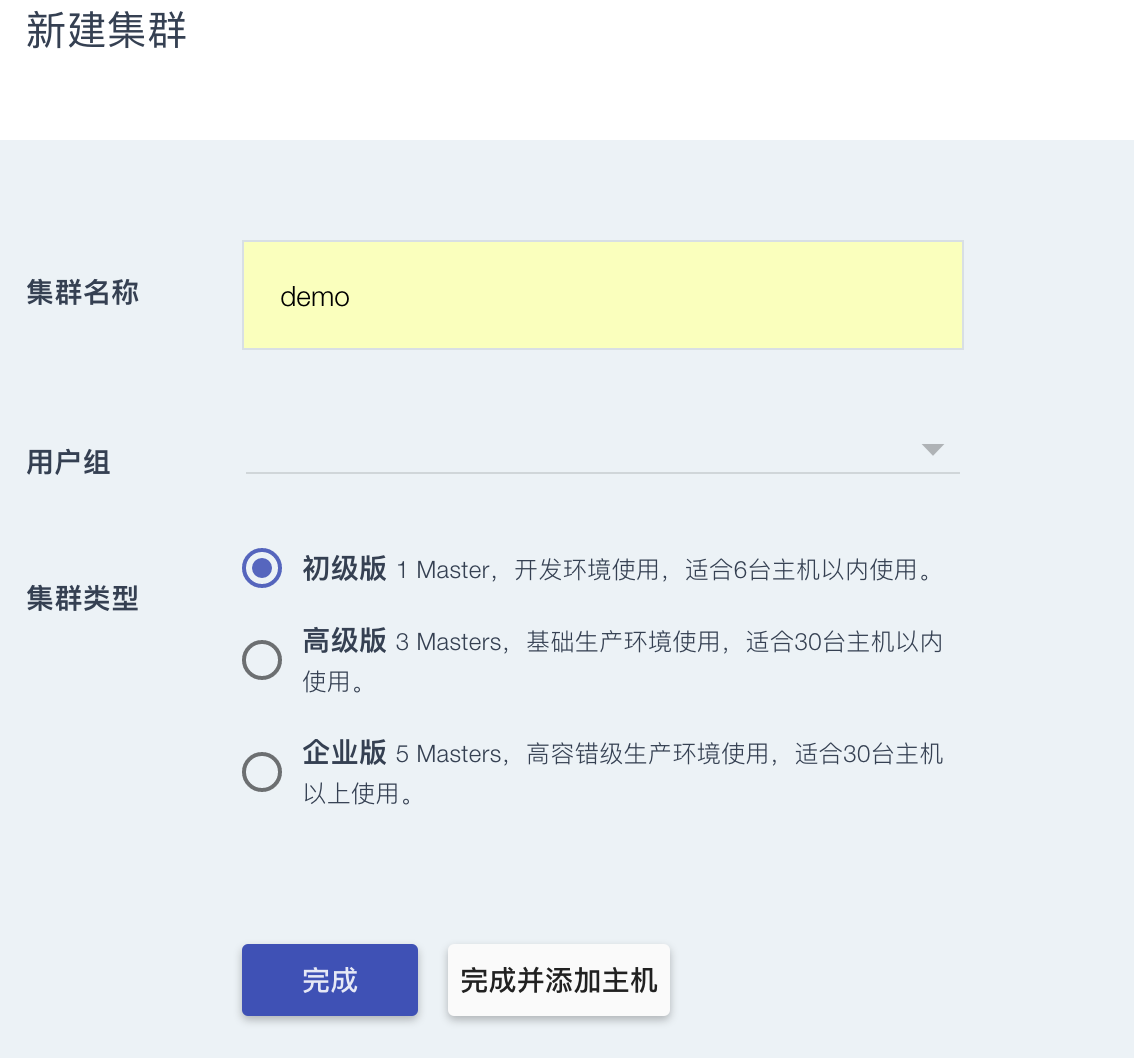 新建集群
集群名称
demo
用户组
集群类型
初级版 1 Master，开发环境使用，适合6台主机以内使用。
高级版 3 Masters，基础生产环境使用，适合30台主机以内
使用。
企业版 5 Masters，高容错级生产环境使用，适合30台主机
以上使用。
完成
完成并添加主机